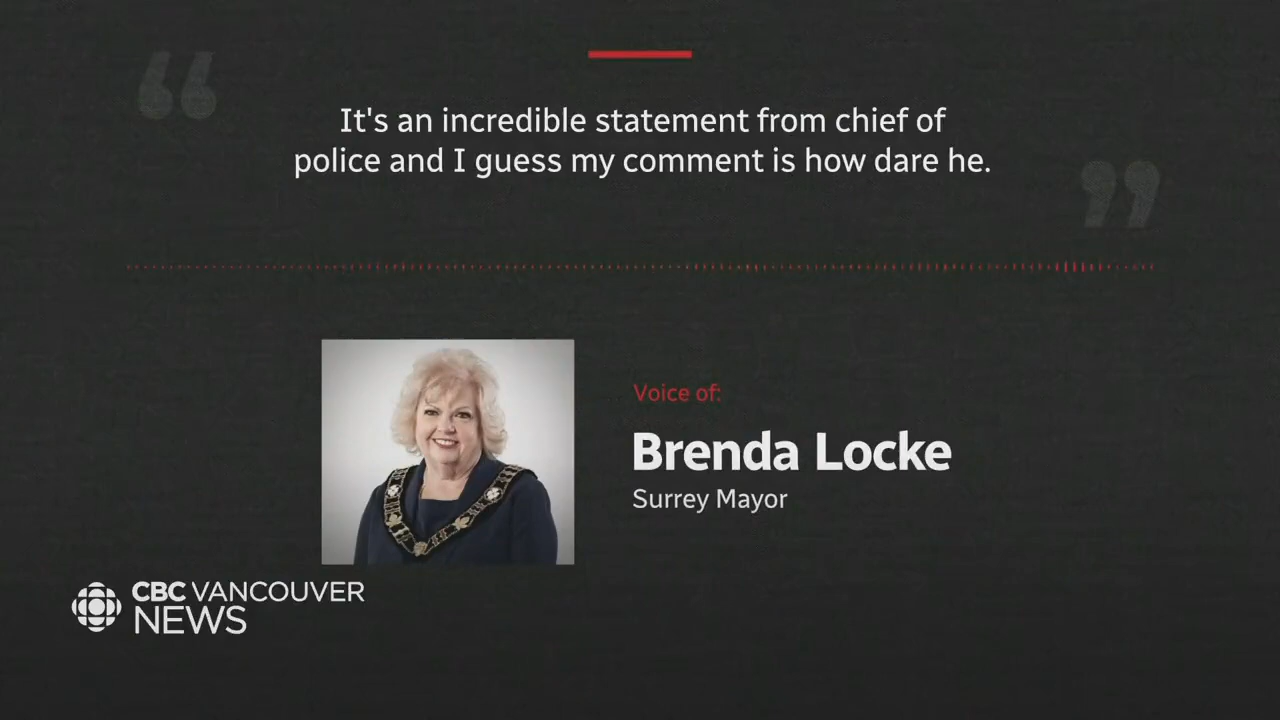 It's an incredible statement from chief of
police and I guess my comment is how dare he.
Voice of:
Brenda Locke
Surrey Mayor
CBC VANCOUVER
NEWS